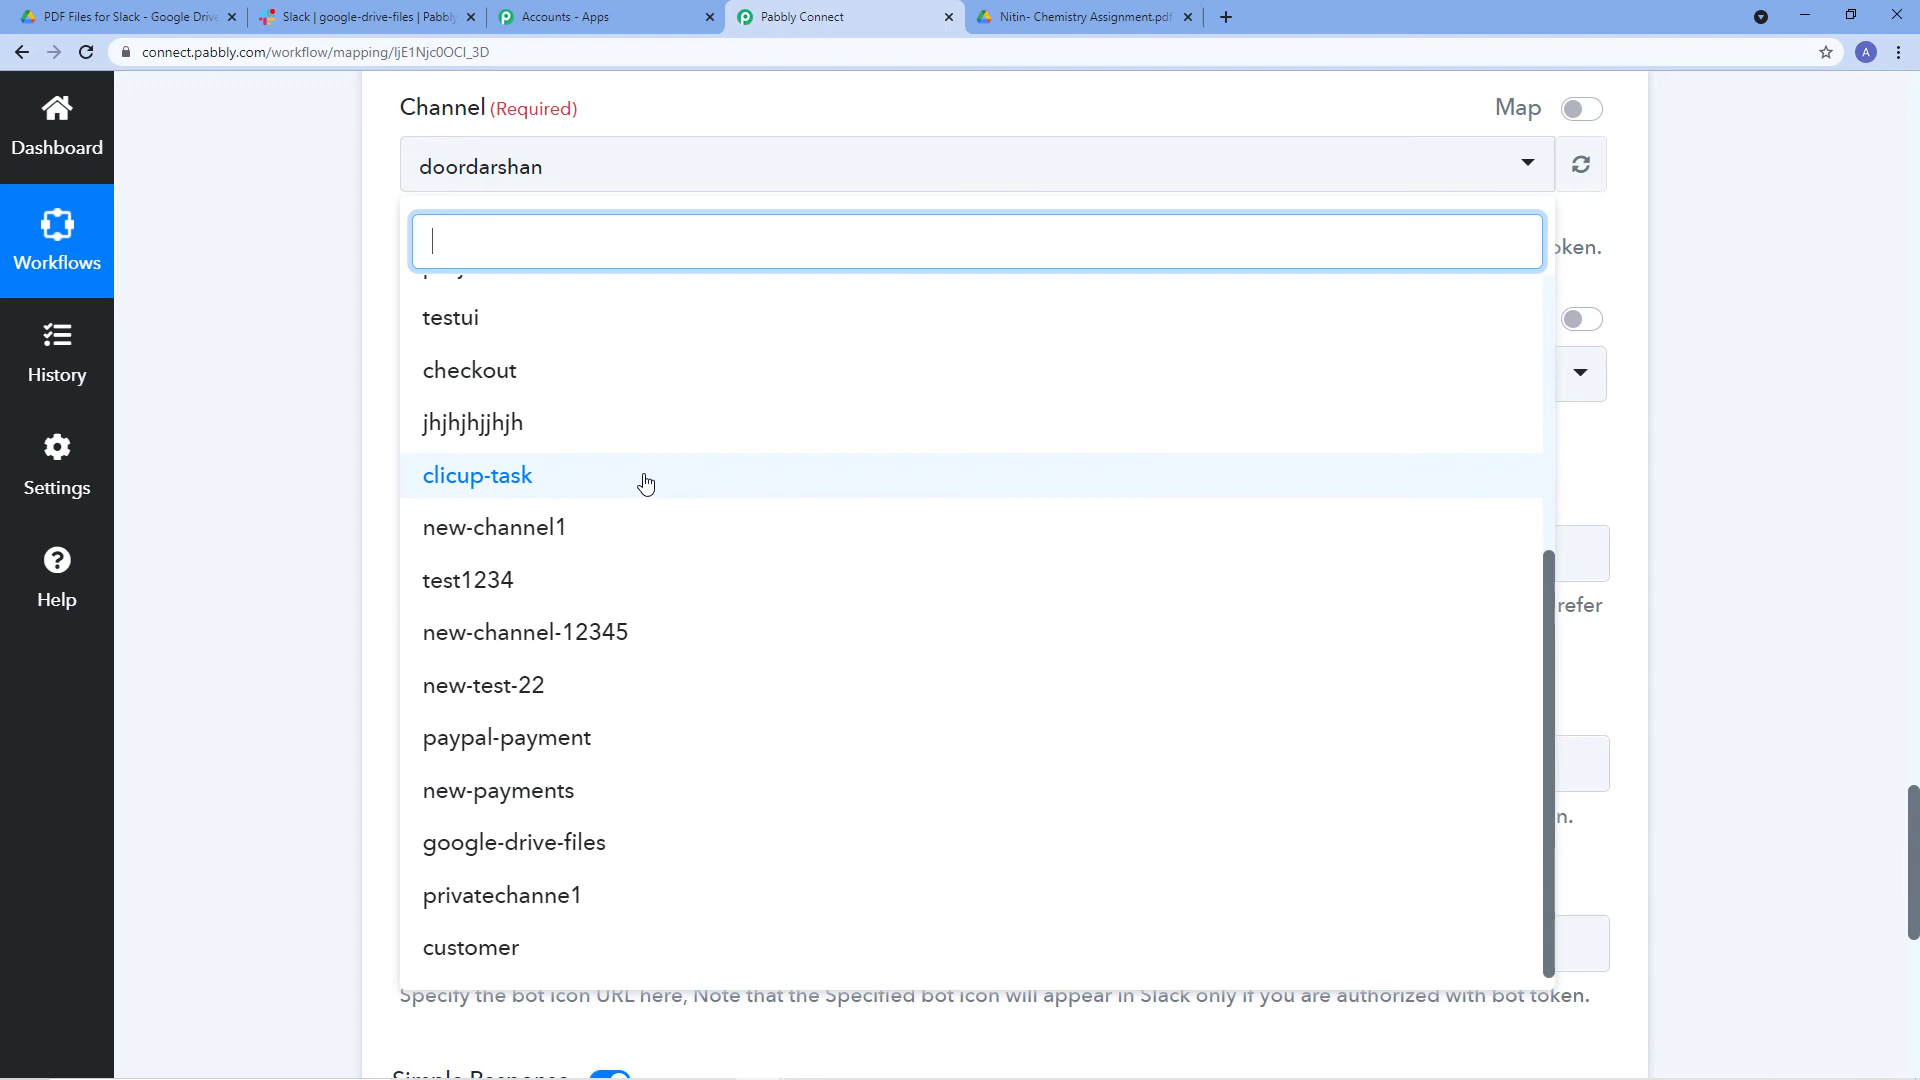 PDF Files for Slack - Google Drive
Slack | google-drive-files | Pabbly
Accounts - Apps
Pabbly Connect
Nitin- Chemistry Assignment.pdf
connect.pabbly.com/workflow/mapping/IjE1Njc0OCI_3D
A
Dashboard
Workflows
History
Settings
Help
Channel (Required)
Map
doordarshan
oken.
testui
checkout
jhjhjhjjhjh
clicup-task
new-channel1
test1234
refer
new-channel-12345
new-test-22
paypal-payment
new-payments
n.
google-drive-files
privatechanne1
customer
Specify the bot icon URL here, Note that the Specified bot icon will appear in Slack only if you are authorized with bot token.
Simple Response